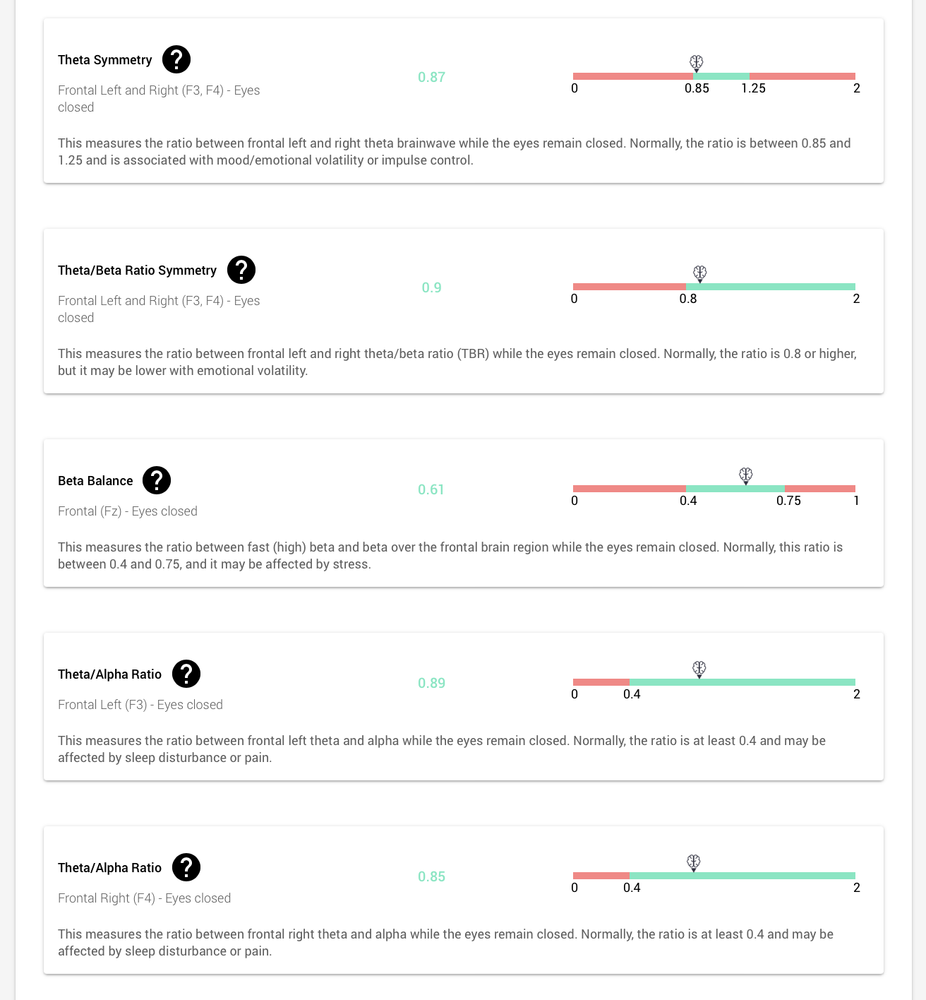 Theta Symmetry ?
Frontal Left and Right (F3, F4) - Eyes
closed
0.87
0 0.85 1.25 2
This measures the ratio between frontal left and right theta brainwave while the eyes remain closed. Normally, the ratio is between 0.85 and
1.25 and is associated with mood/emotional volatility or impulse control.
Theta/Beta Ratio Symmetry ?
Frontal Left and Right (F3, F4) - Eyes
closed
0.9
0 0.8 2
This measures the ratio between frontal left and right theta/beta ratio (TBR) while the eyes remain closed. Normally, the ratio is 0.8 or higher,
but it may be lower with emotional volatility.
Beta Balance ?
Frontal (Fz) - Eyes closed
0.61
0 0.4 0.75 1
This measures the ratio between fast (high) beta and beta over the frontal brain region while the eyes remain closed. Normally, this ratio is
between 0.4 and 0.75, and it may be affected by stress.
Theta/Alpha Ratio ?
Frontal Left (F3) - Eyes closed
0.89
0 0.4 2
This measures the ratio between frontal left theta and alpha while the eyes remain closed. Normally, the ratio is at least 0.4 and may be
affected by sleep disturbance or pain.
Theta/Alpha Ratio ?
Frontal Right (F4) - Eyes closed
0.85
0 0.4 2
This measures the ratio between frontal right theta and alpha while the eyes remain closed. Normally, the ratio is at least 0.4 and may be
affected by sleep disturbance or pain.